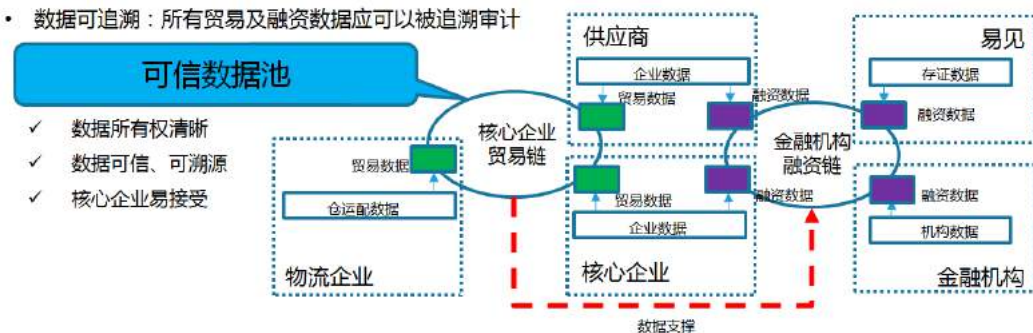 • 数据可追溯：所有贸易及融资数据应可以被追溯审计
可信数据池
✓ 数据所有权清晰
✓ 数据可信、可溯源
✓ 核心企业易接受
贸易数据
仓运配数据
物流企业
核心企业
贸易链
供应商
企业数据
贸易数据
融资数据
贸易数据
融资数据
企业数据
核心企业
金融机构
融资链
易见
存证数据
融资数据
融资数据
机构数据
金融机构
数据支撑